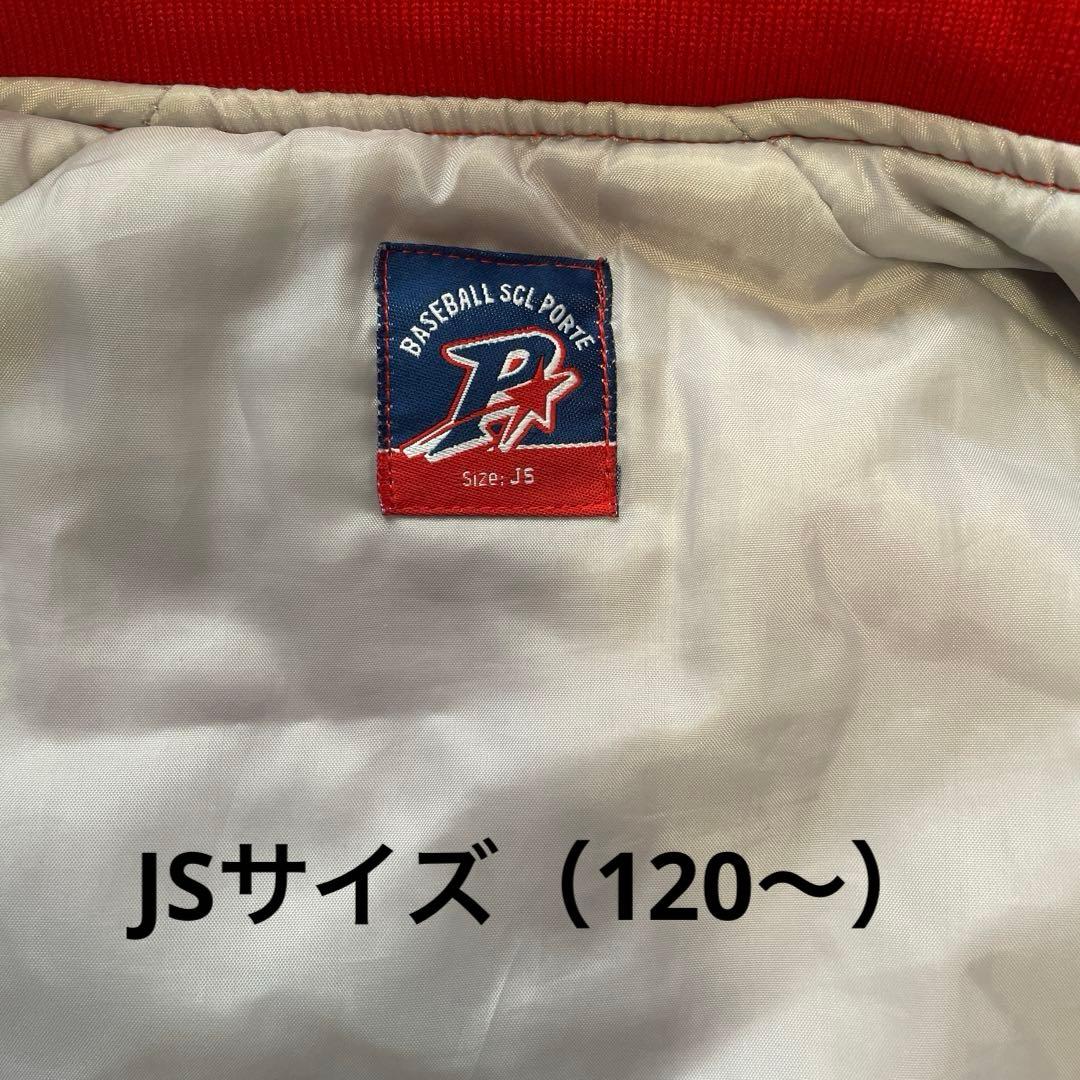 BASEBALL SCL PORTE
P
Size: JS
JSサイズ（120～）